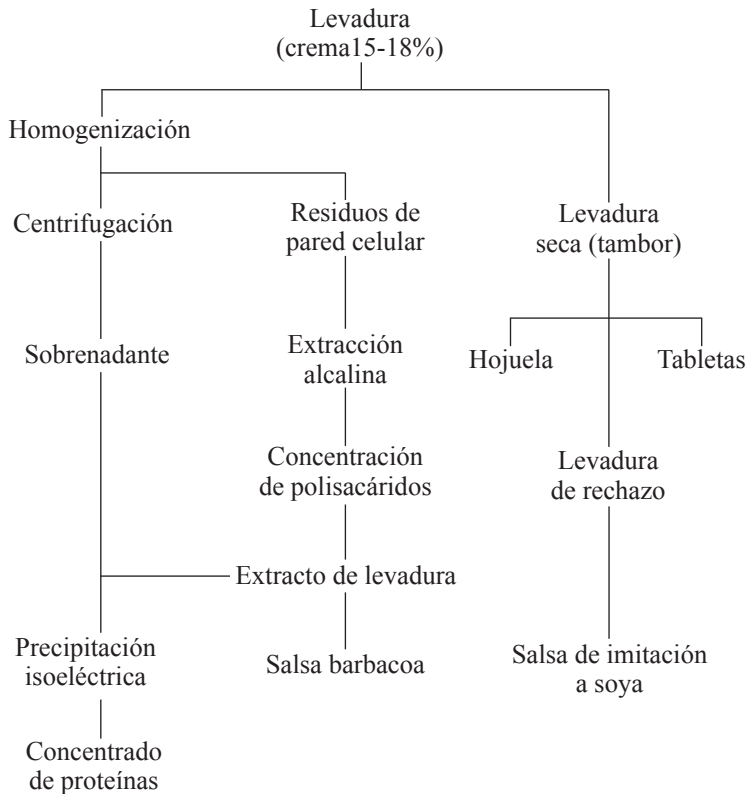 Levadura
(crema15-18%)
Homogenización
Centrifugación
Residuos de
pared celular
Levadura
seca (tambor)
Sobrenadante
Extracción
alcalina
Hojuela
Tabletas
Concentración
de polisacáridos
Levadura
de rechazo
Extracto de levadura
Precipitación
isoeléctrica
Salsa barbacoa
Salsa de imitación
a soya
Concentrado
de proteínas